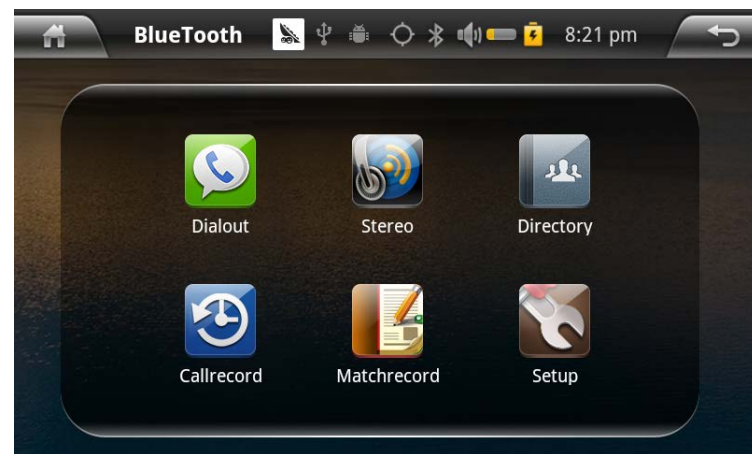 BlueTooth 8:21 pm
Dialout Stereo Directory
Callrecord Matchrecord Setup